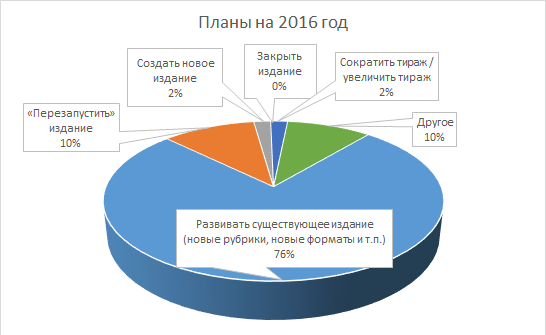 Планы на 2016 год
Создать новое
издание
2%
Закрыть
издание
0%
Сократить тираж /
увеличить тираж
2%
«Перезапустить»
издание
10%
Другое
10%
Развивать существующее издание
(новые рубрики, новые форматы и т.п.)
76%